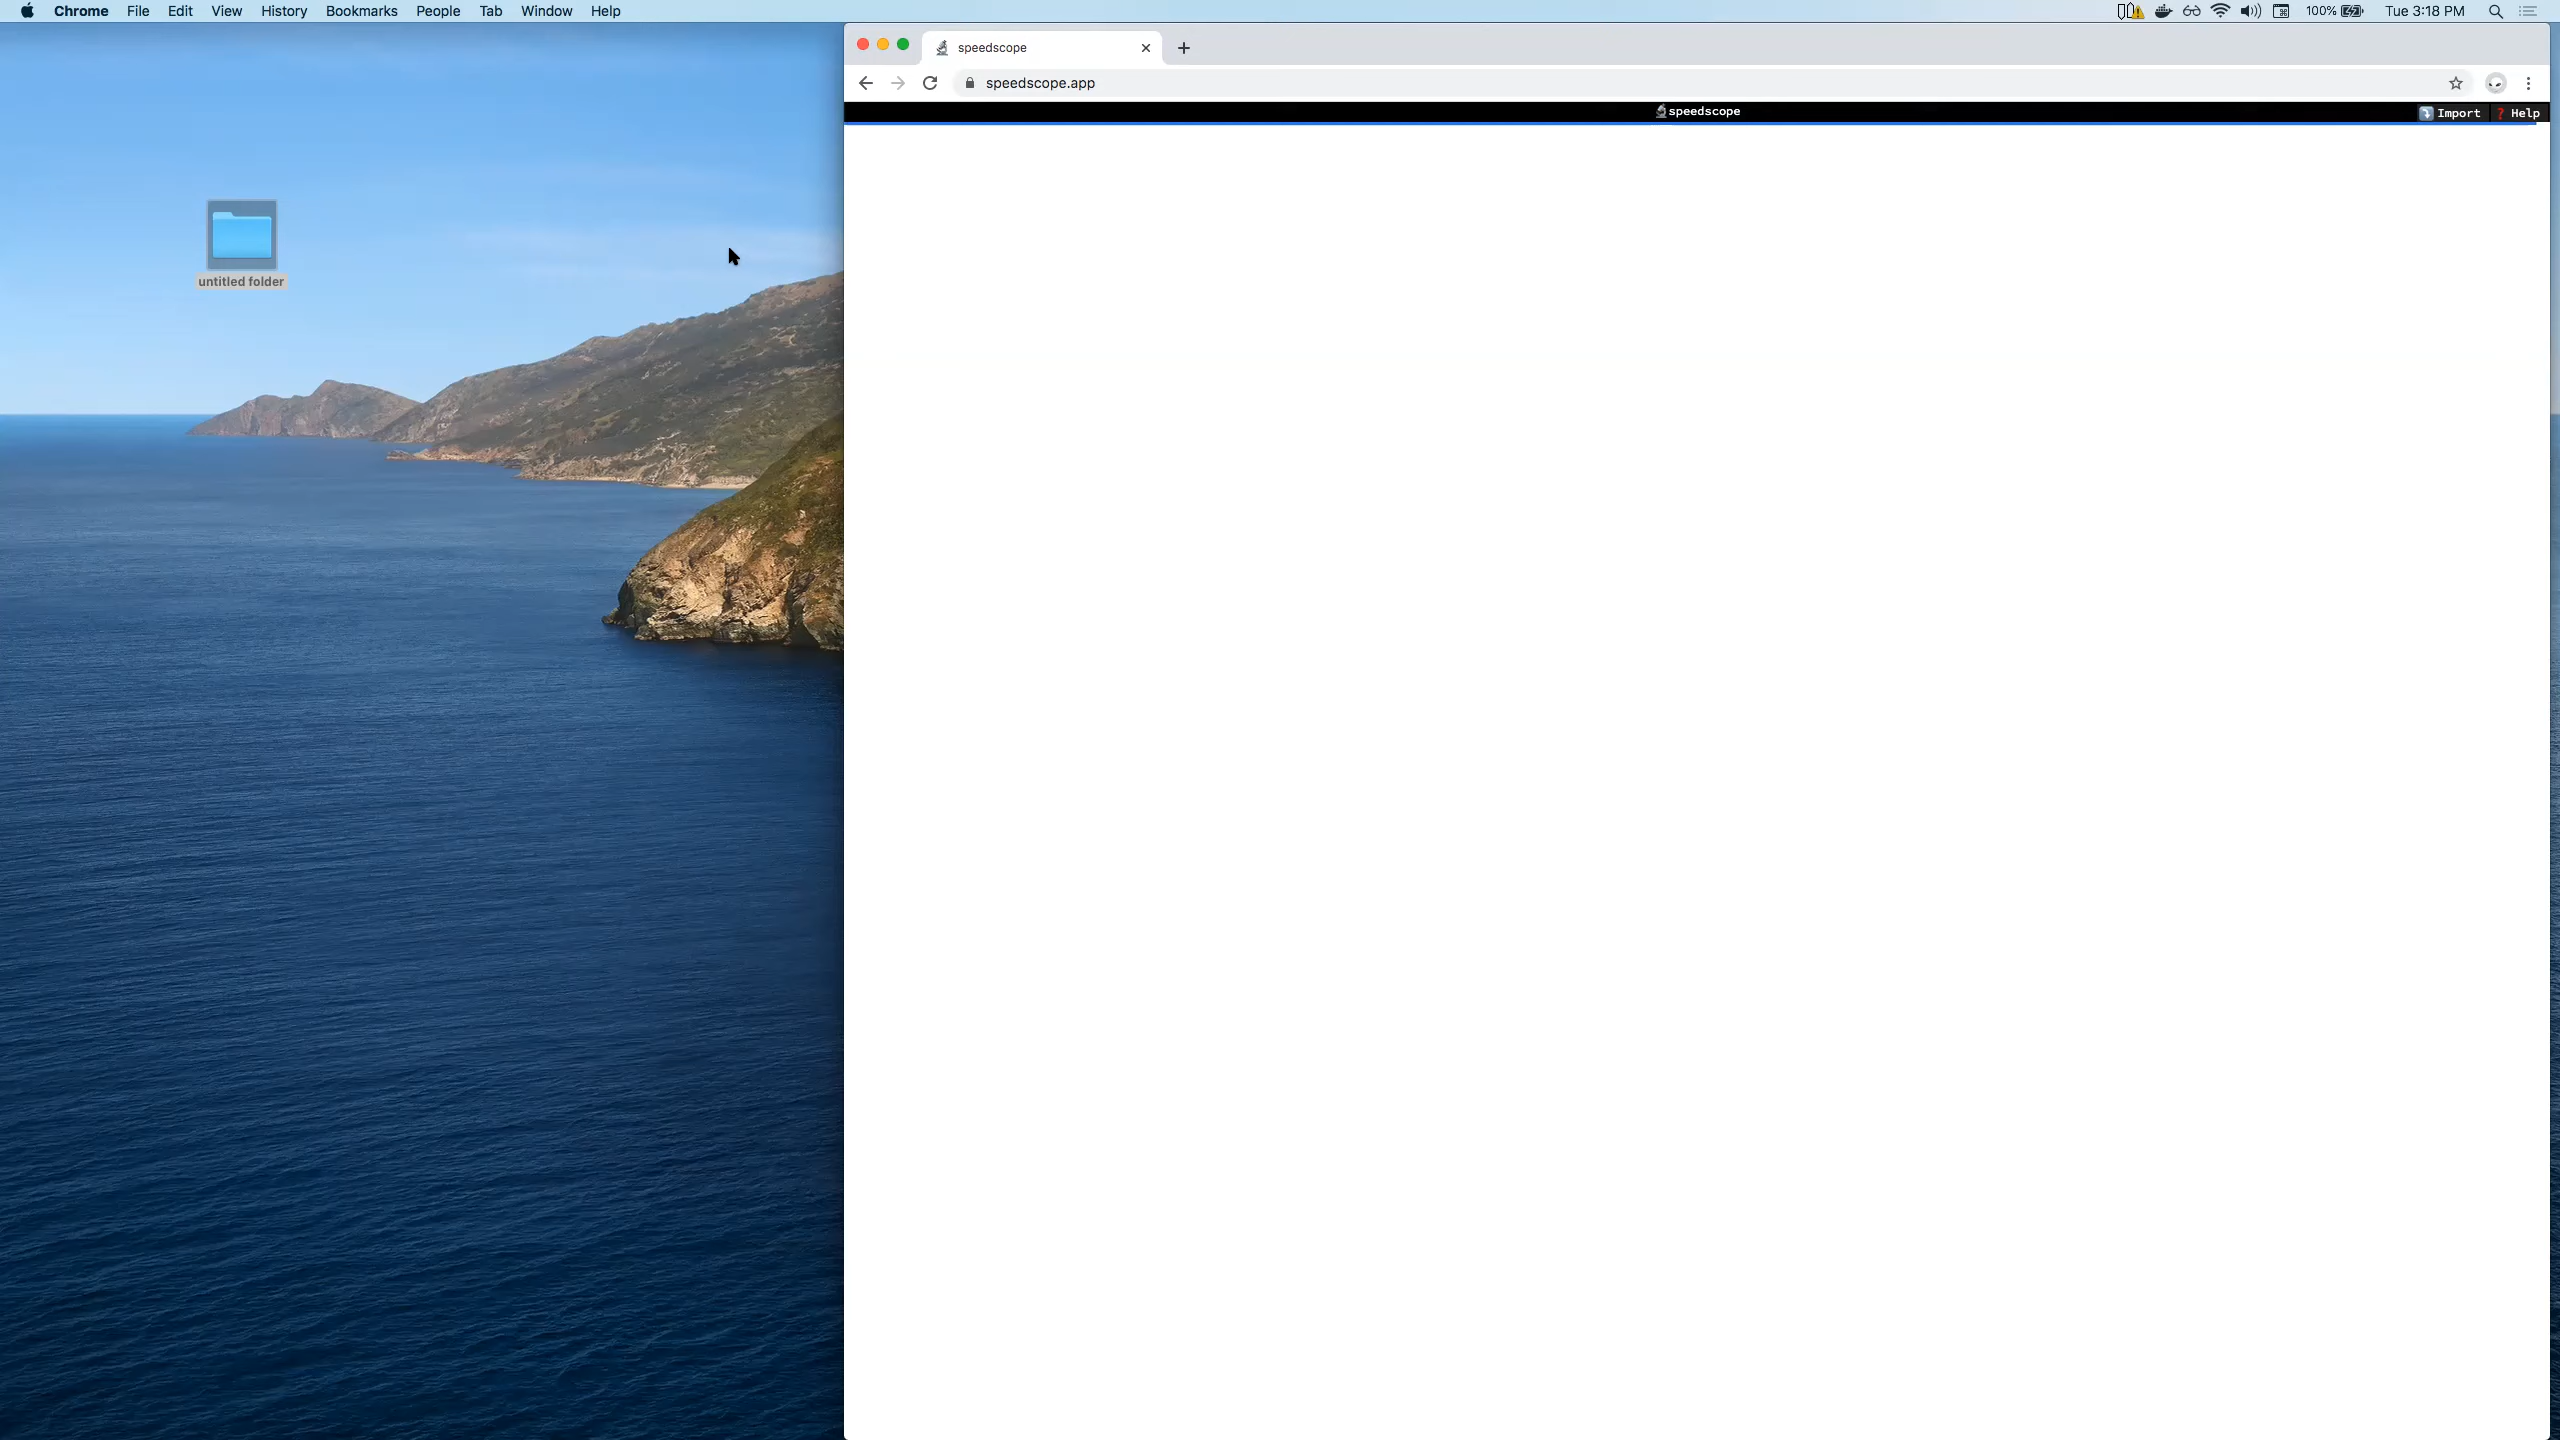 Chrome File Edit View History Bookmarks People Tab Window Help 100% Tue 3:18 PM
speedscope
speedscope.app
speedscope Import ? Help
untitled folder